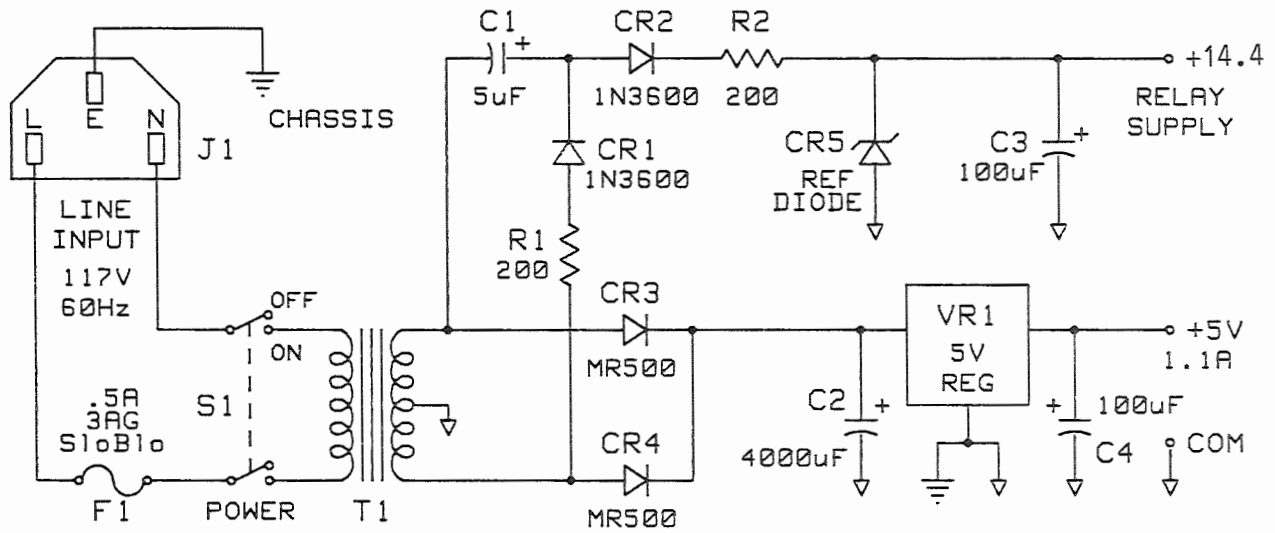 C1
+
5uF
CR2
1N3600
R2
200
+14.4
RELAY
SUPPLY
CHASSIS
L
E
N
J1
CR1
1N3600
CR5
REF
DIODE
C3
100uF
+
LINE
INPUT
117V
60Hz
R1
200
OFF
ON
CR3
MR500
VR1
5V
REG
+5V
1.1A
.5A
3AG
SloBlo
S1
C2
+
4000uF
+
100uF
C4
COM
CR4
MR500
F1
POWER
T1